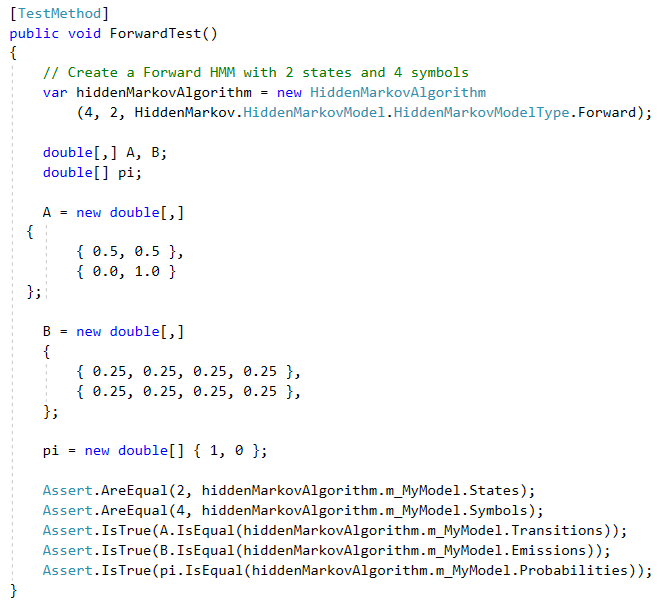 [TestMethod]
public void ForwardTest()
{
    // Create a Forward HMM with 2 states and 4 symbols
    var hiddenMarkovAlgorithm = new HiddenMarkovAlgorithm
        (4, 2, HiddenMarkov.HiddenMarkovModel.HiddenMarkovModelType.Forward);

    double[,] A, B;
    double[] pi;

    A = new double[,]
  {
        { 0.5, 0.5 },
        { 0.0, 1.0 }
  };

    B = new double[,]
    {
        { 0.25, 0.25, 0.25, 0.25 },
        { 0.25, 0.25, 0.25, 0.25 },
    };

    pi = new double[] { 1, 0 };

    Assert.AreEqual(2, hiddenMarkovAlgorithm.m_MyModel.States);
    Assert.AreEqual(4, hiddenMarkovAlgorithm.m_MyModel.Symbols);
    Assert.IsTrue(A.IsEqual(hiddenMarkovAlgorithm.m_MyModel.Transitions));
    Assert.IsTrue(B.IsEqual(hiddenMarkovAlgorithm.m_MyModel.Emissions));
    Assert.IsTrue(pi.IsEqual(hiddenMarkovAlgorithm.m_MyModel.Probabilities));
}